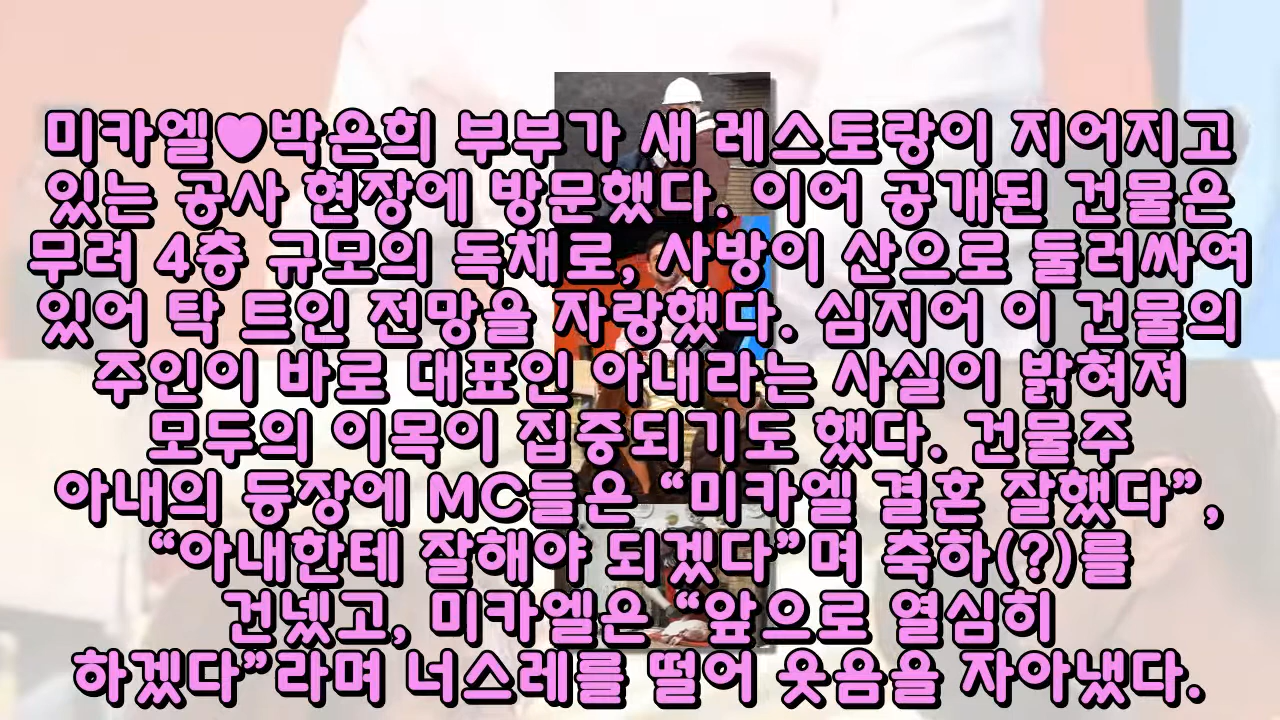 미카엘♥박은희 부부가 새 레스토랑이 지어지고
있는 공사 현장에 방문했다. 이어 공개된 건물은
무려 4층 규모의 독채로, 사방이 산으로 둘러싸여
있어 탁 트인 전망을 자랑했다. 심지어 이 건물의
주인이 바로 대표인 아내라는 사실이 밝혀져
모두의 이목이 집중되기도 했다. 건물주
아내의 등장에 MC들은 “미카엘 결혼 잘했다”,
“아내한테 잘해야 되겠다”며 축하(?)를
건넸고, 미카엘은 “앞으로 열심히
하겠다”라며 너스레를 떨어 웃음을 자아냈다.